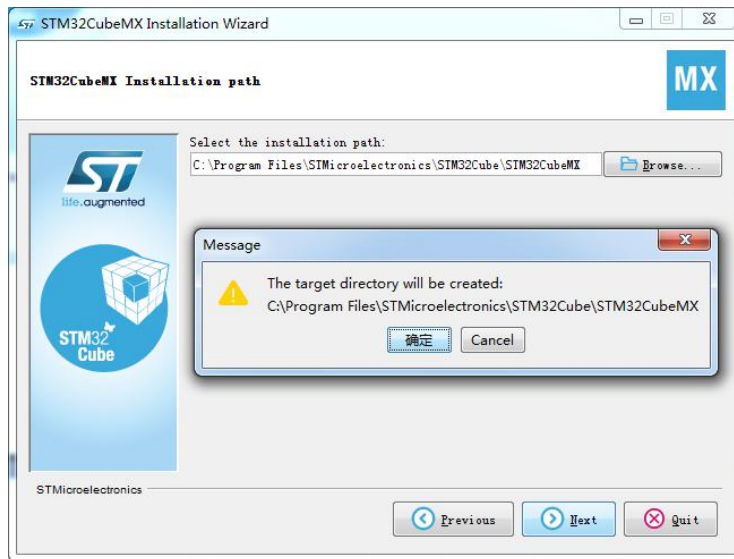 STM32CubeMX Installation Wizard
STM32CubeMX Installation path
MX
Select the installation path:
C:\Program Files\STMicroelectronics\STM32Cube\STM32CubeMX
Browse...
ST
life.augmented
STM32
Cube
Message
The target directory will be created:
C:\Program Files\STMicroelectronics\STM32Cube\STM32CubeMX
确定
Cancel
STMicroelectronics
Previous
Next
Quit